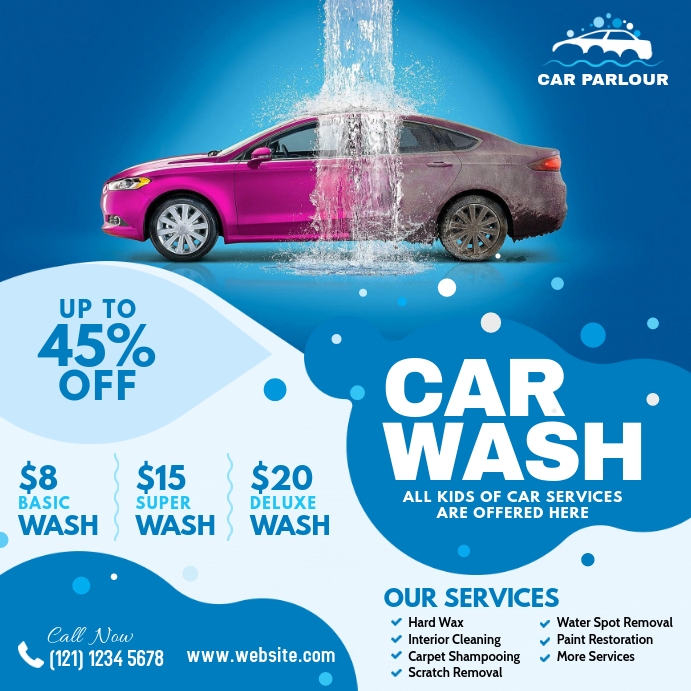 CAR PARLOUR
UP TO
45%
OFF
CAR
WASH
ALL KIDS OF CAR SERVICES
ARE OFFERED HERE
$8
BASIC
WASH
$15
SUPER
WASH
$20
DELUXE
WASH
OUR SERVICES
Hard Wax
Interior Cleaning
Carpet Shampooing
Scratch Removal
Water Spot Removal
Paint Restoration
More Services
Call Now
(121) 1234 5678
www.website.com